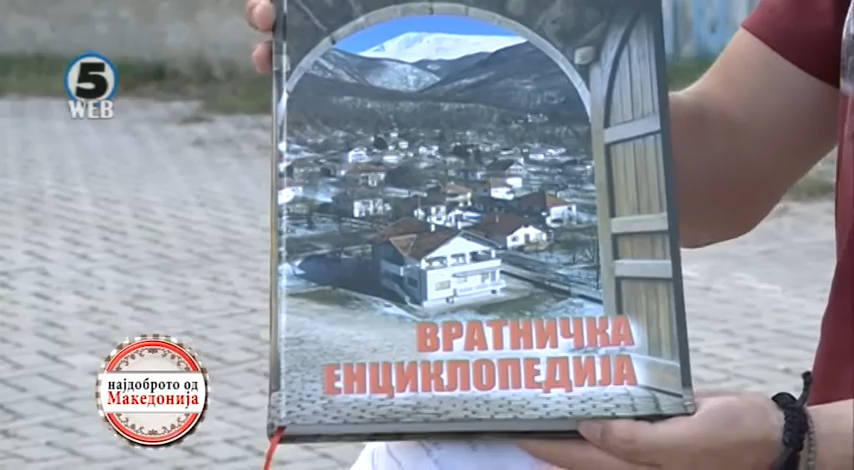 5
WEB
ВРАТНИЧКА
ЕНЦИКЛОПЕДИЈА
најдоброто од
Македонија